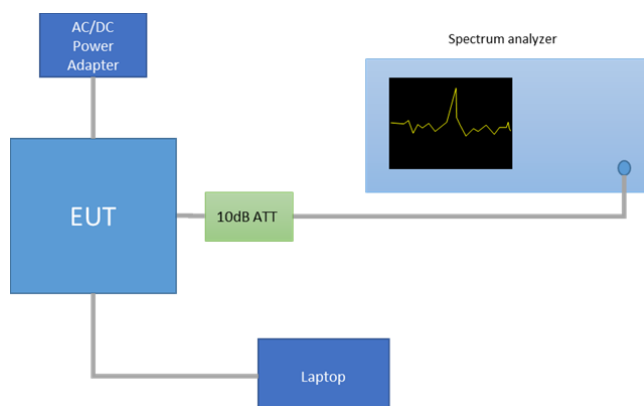 AC/DC
Power
Adapter
Spectrum analyzer
EUT
10dB ATT
Laptop